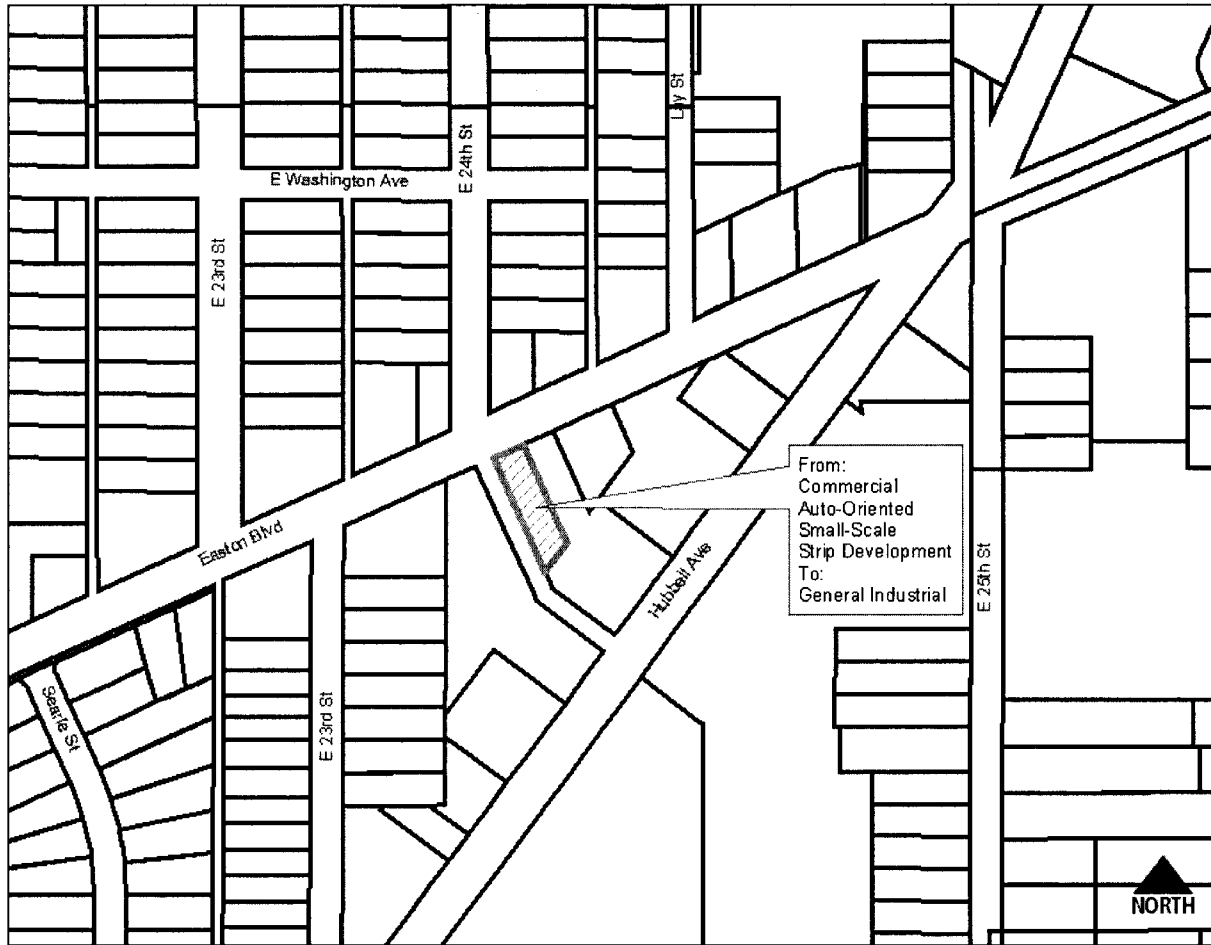 Lay St
E 24th St
E Washington Ave
E 23rd St
From:
Commercial
Auto-Oriented
Small-Scale
Strip Development
To:
General Industrial
Easton Blvd
Hubbell Ave
E 25th St
Searle St
E 23rd St
NORTH